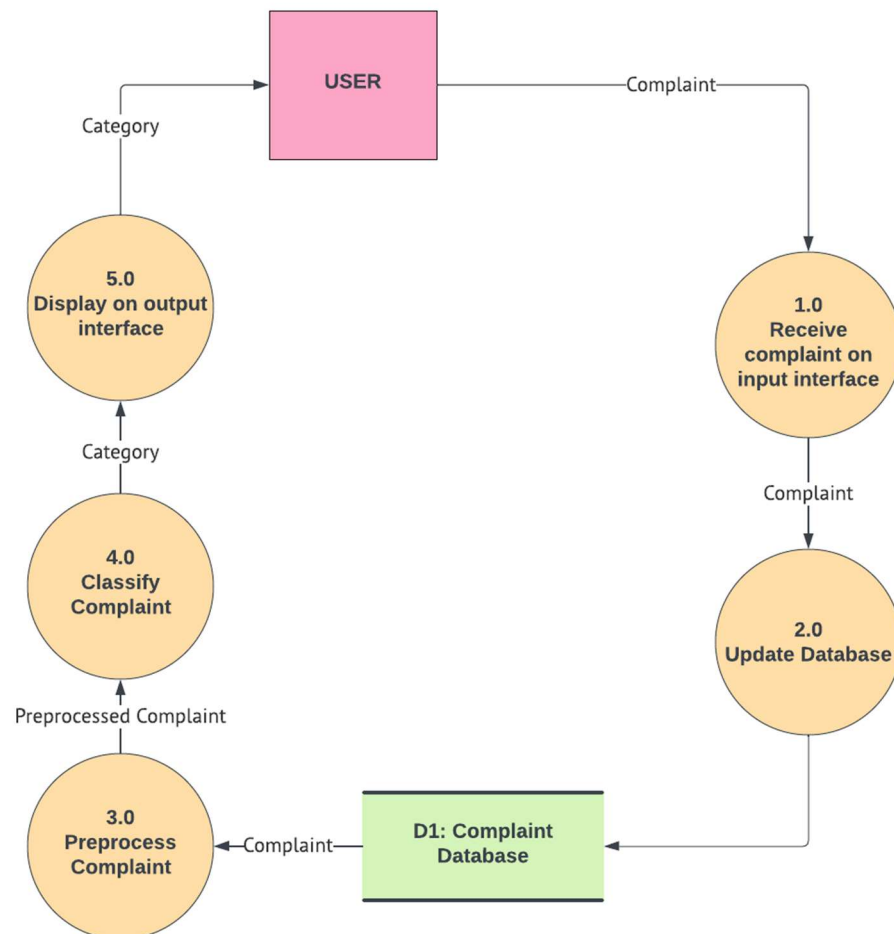 USER
Complaint
Category
5.0
Display on output
interface
1.0
Receive
complaint on
input interface
Category
Complaint
4.0
Classify
Complaint
2.0
Update Database
Preprocessed Complaint
3.0
Preprocess
Complaint
Complaint
D1: Complaint
Database